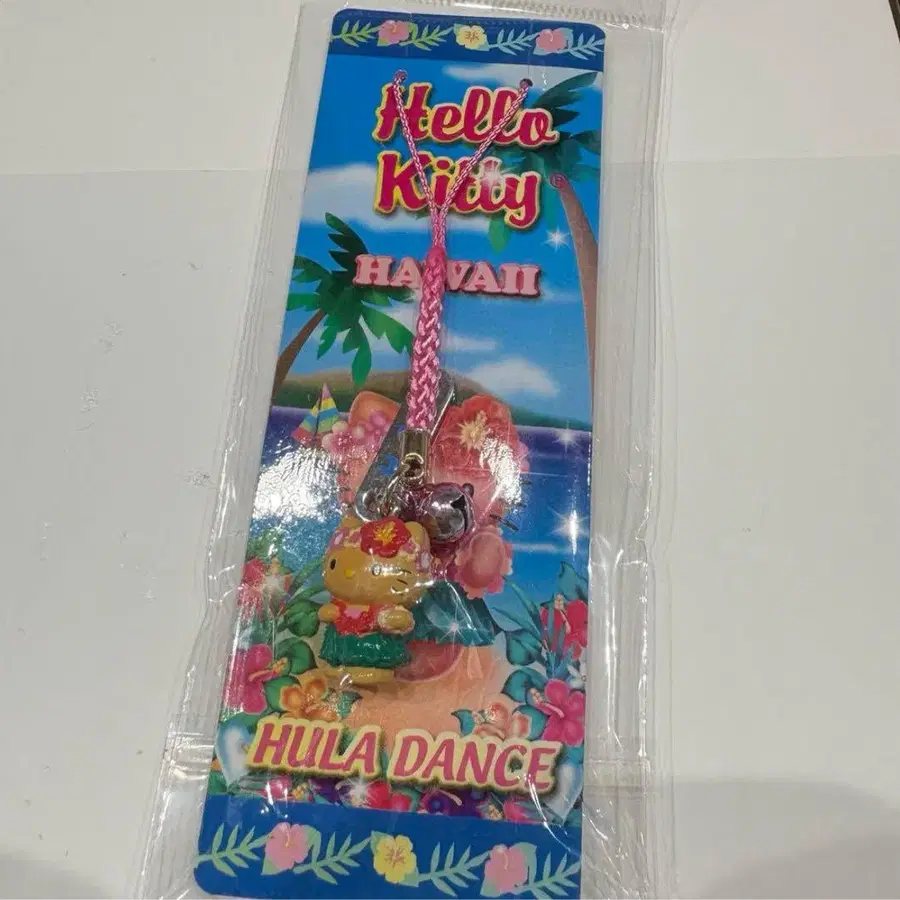 Hello
Kitty®
HAWAII
HULA DANCE